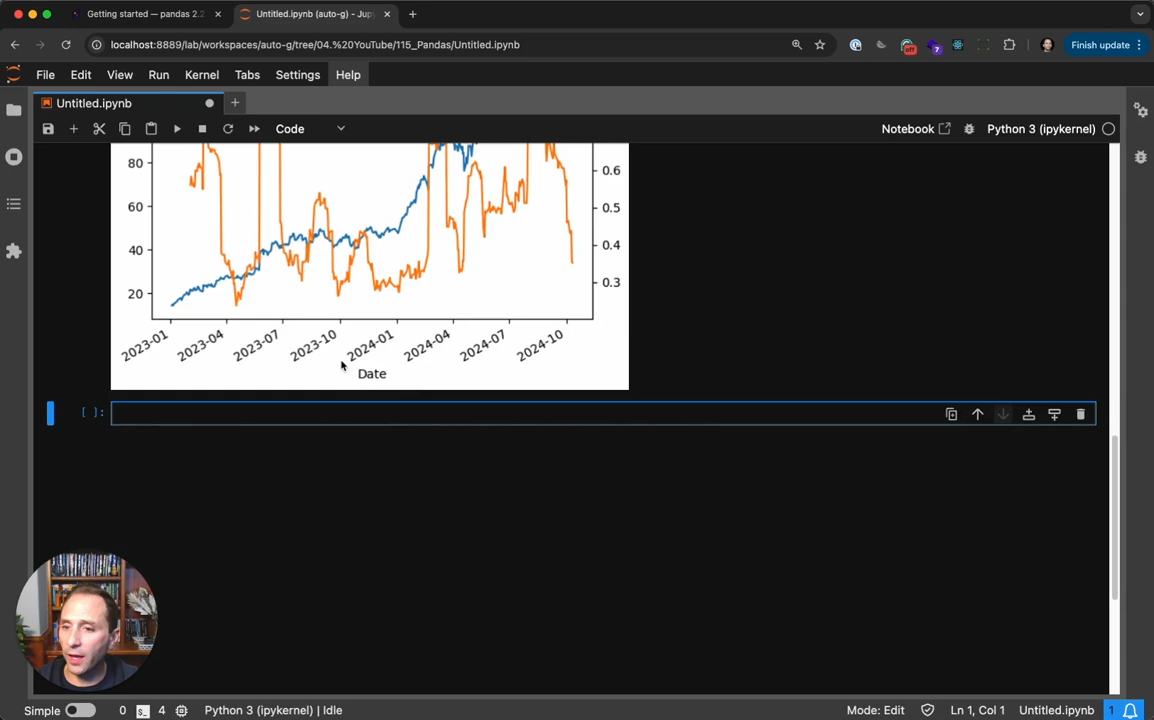 Getting started — pandas 2.2
Untitled.ipynb (auto-g) - Jup
localhost:8889/lab/workspaces/auto-g/tree/04.%20YouTube/115_Pandas/Untitled.ipynb
off
7
Finish update
File Edit View Run Kernel Tabs Settings Help
Untitled.ipynb
Code
Notebook
Python 3 (ipykernel)
80
60
40
20
0.6
0.5
0.4
0.3
2023-01 2023-04 2023-07 2023-10 2024-01 2024-04 2024-07 2024-10
Date
[ ]:
Simple 0 $_ 4 Python 3 (ipykernel) | Idle Mode: Edit Ln 1, Col 1 Untitled.ipynb 1